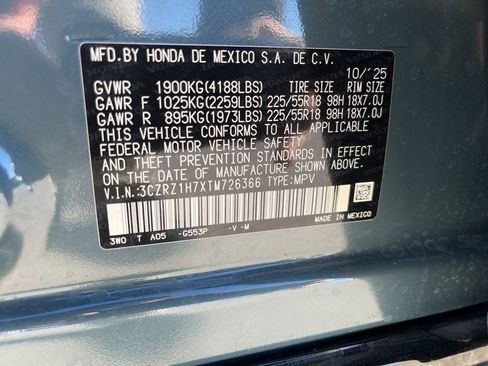 MFD.BY HONDA DE MEXICO S.A. DE C.V.
10/'25
GVWR 1900KG(4188LBS) TIRE SIZE RIM SIZE
GAWR F 1025KG(2259LBS) 225/55R18 98H 18X7.0J
GAWR R 895KG(1973LBS) 225/55R18 98H 18X7.0J
THIS VEHICLE CONFORMS TO ALL APPLICABLE
FEDERAL MOTOR VEHICLE SAFETY
STANDARDS IN EFFECT ON THE DATE OF
MANUFACTURE SHOWN ABOVE.
V.I.N.:3CZRZ1H7XTM726366 TYPE:MPV
3WO T A05 -G553P -V -M
MADE IN MEXICO